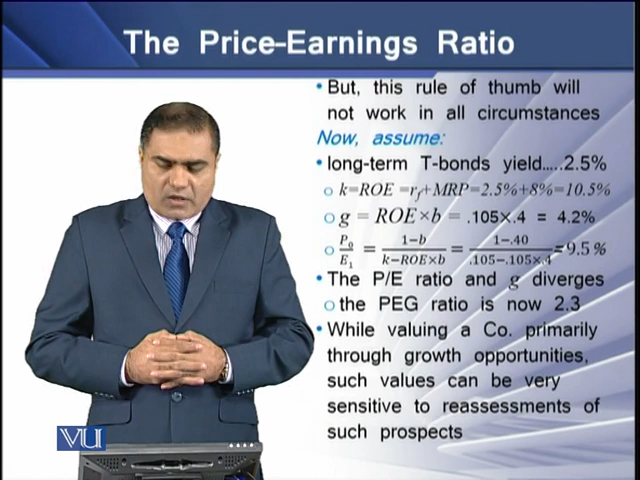 The Price-Earnings Ratio
• But, this rule of thumb will
not work in all circumstances
Now, assume:
• long-term T-bonds yield.....2.5%
o k=ROE =rf+MRP=2.5%+8%=10.5%
o g = ROE×b = .105×.4 = 4.2%
o P0/E1 = 1−b/k−ROE×b = 1−.40/.105−.105×.4 = 9.5%
• The P/E ratio and g diverges
o the PEG ratio is now 2.3
• While valuing a Co. primarily
through growth opportunities,
such values can be very
sensitive to reassessments of
such prospects
VU